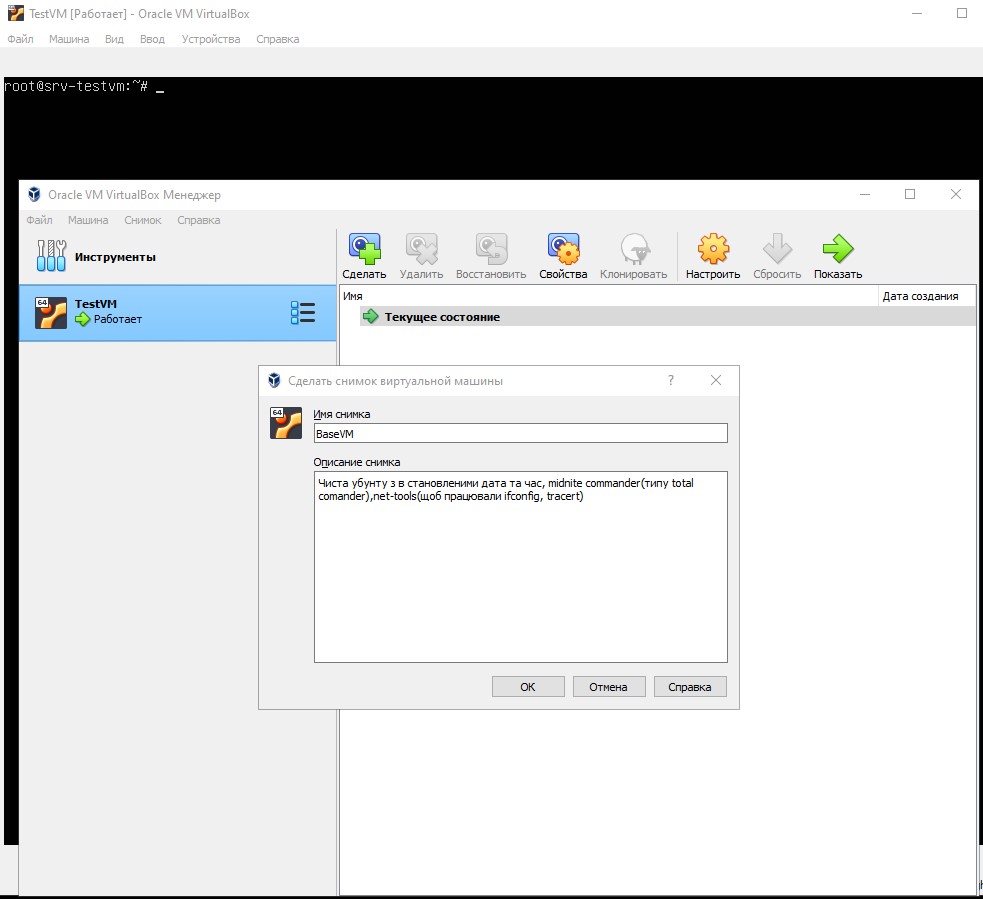 TestVM [Работает] - Oracle VM VirtualBox
Файл Машина Вид Ввод Устройства Справка
root@srv-testvm:~# _
Oracle VM VirtualBox Менеджер
Файл Машина Снимок Справка
Инструменты
Сделать Удалить Восстановить Свойства Клонировать Настроить Сбросить Показать
64 TestVM
Работает
Имя Дата создания
Текущее состояние
Сделать снимок виртуальной машины ?
64
Имя снимка
BaseVM
Описание снимка
Чиста убунту з в становленими дата та час, midnite commander(типу total
comander),net-tools(щоб працювали ifconfig, tracert)
ОК Отмена Справка